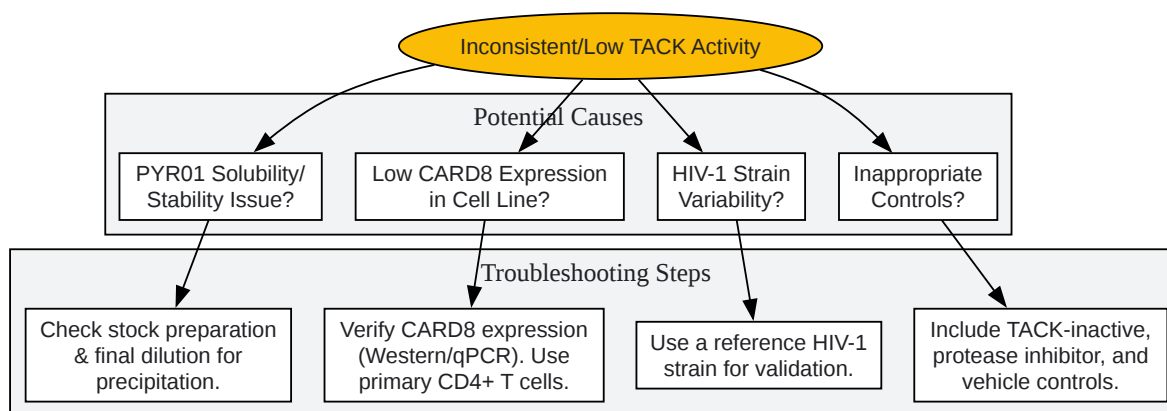 Inconsistent/Low TACK Activity
Potential Causes
PYR01 Solubility/
Stability Issue?
Low CARD8 Expression
in Cell Line?
HIV-1 Strain
Variability?
Inappropriate
Controls?
Troubleshooting Steps
Check stock preparation
& final dilution for
precipitation.
Verify CARD8 expression
(Western/qPCR). Use
primary CD4+ T cells.
Use a reference HIV-1
strain for validation.
Include TACK-inactive,
protease inhibitor, and
vehicle controls.